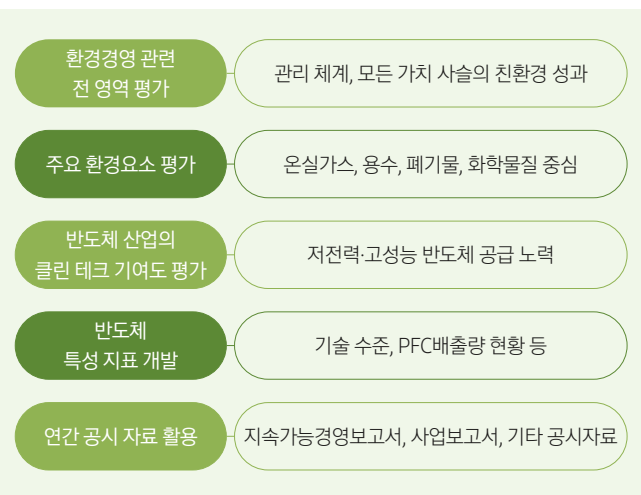 환경경영 관련
전 영역 평가
관리 체계, 모든 가치 사슬의 친환경 성과
주요 환경요소 평가
온실가스, 용수, 폐기물, 화학물질 중심
반도체 산업의
클린 테크 기여도 평가
저전력·고성능 반도체 공급 노력
반도체
특성 지표 개발
기술 수준, PFC배출량 현황 등
연간 공시 자료 활용
지속가능경영보고서, 사업보고서, 기타 공시자료